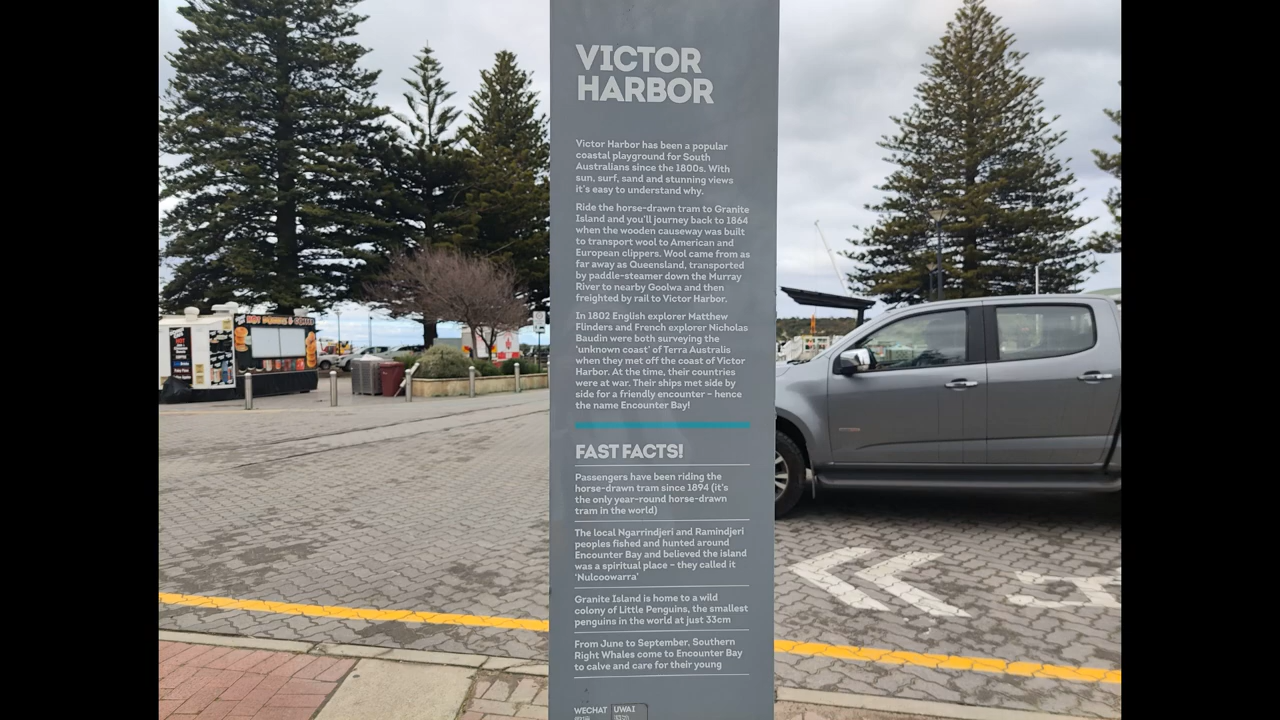 VICTOR
HARBOR
Victor Harbor has been a popular
coastal playground for South
Australians since the 1800s. With
sun, surf, sand and stunning views
it's easy to understand why.
Ride the horse-drawn tram to Granite
Island and you'll journey back to 1864
when the wooden causeway was built
to transport wool to American and
European clippers. Wool came from as
far away as Queensland, transported
by paddle-steamer down the Murray
River to nearby Goolwa and then
freighted by rail to Victor Harbor.
In 1802 English explorer Matthew
Flinders and French explorer Nicholas
Baudin were both surveying the
'unknown coast' of Terra Australis
when they met off the coast of Victor
Harbor. At the time, their countries
were at war. Their ships met side by
side for a friendly encounter – hence
the name Encounter Bay!
FAST FACTS!
Passengers have been riding the
horse-drawn tram since 1894 (it's
the only year-round horse-drawn
tram in the world)
The local Ngarrindjeri and Ramindjeri
peoples fished and hunted around
Encounter Bay and believed the island
was a spiritual place – they called it
'Nulcoowarra'
Granite Island is home to a wild
colony of Little Penguins, the smallest
penguins in the world at just 33cm
From June to September, Southern
Right Whales come to Encounter Bay
to calve and care for their young
WECHAT UWAI